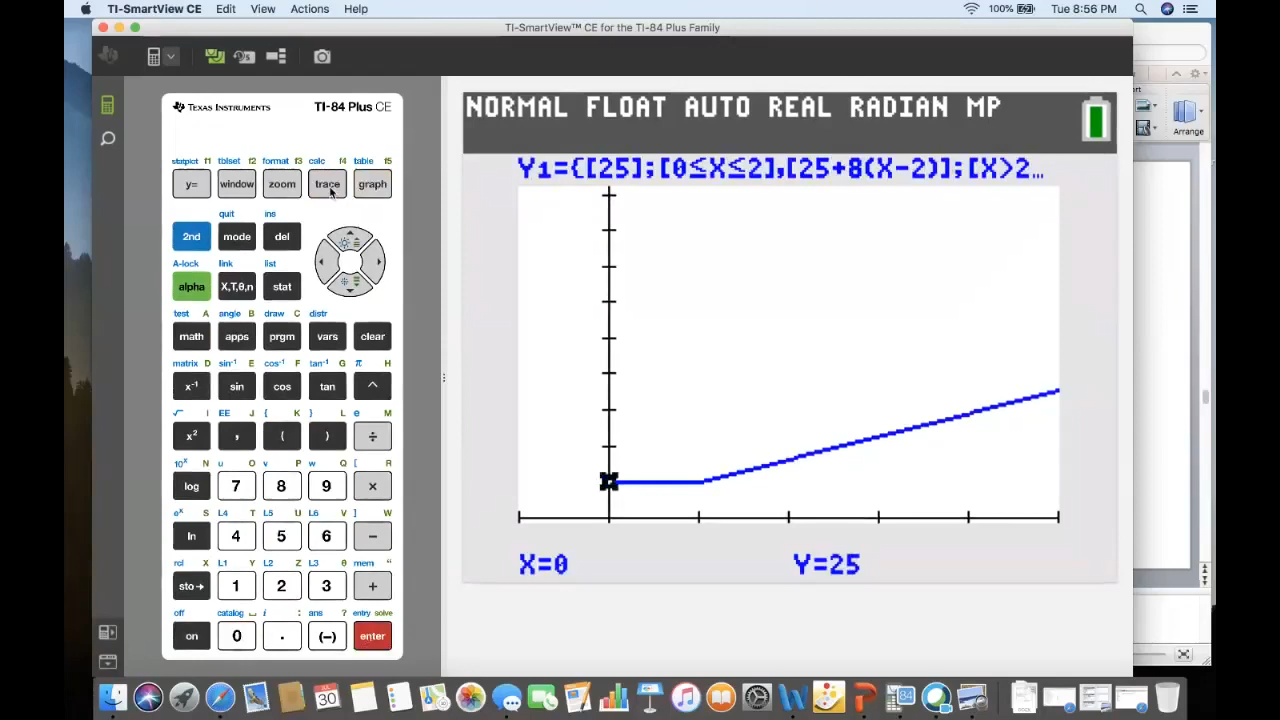 TI-SmartView CE Edit View Actions Help 100% Tue 8:56 PM
TI-SmartView™ CE for the TI-84 Plus Family
TEXAS INSTRUMENTS TI-84 Plus CE
statplot f1 tblset f2 format f3 calc f4 table f5
y= window zoom trace graph
quit ins
2nd mode del
A-lock link list
alpha X,T,θ,n stat
test A angle B draw C distr
math apps prgm vars clear
matrix D sin⁻¹ E cos⁻¹ F tan⁻¹ G π H
x⁻¹ sin cos tan ^
√ I EE J { K } L e M
x² , ( ) ÷
10ˣ N u O v P w Q [ R
log 7 8 9 ×
eˣ S L4 T L5 U L6 V ] W
ln 4 5 6 −
rcl X L1 Y L2 Z L3 θ mem “
sto→ 1 2 3 +
off catalog ⎵ i : ans ? entry solve
on 0 . (−) enter
NORMAL FLOAT AUTO REAL RADIAN MP
Y1={[25];[0≤X≤2],[25+8(X-2)];[X>2…
X=0 Y=25
Arrange
30
84